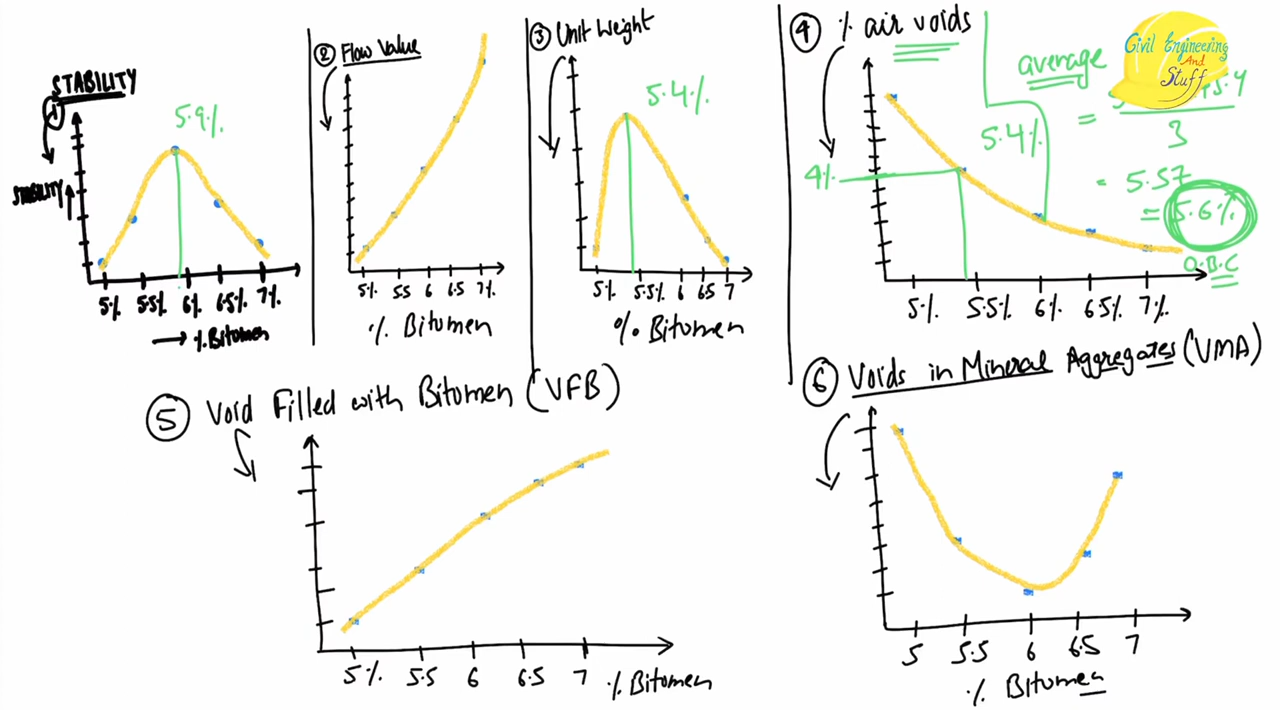 ① STABILITY
5.9%
STABILITY
5% 5.5% 6% 6.5% 7%
→ % Bitumen
② Flow Value
5% 5.5 6 6.5 7%
% Bitumen
③ Unit Weight
5.4%
5% 5.5% 6 6.5 7
% Bitumen
④ % air voids
4%
5.4%
5% 5.5% 6% 6.5% 7%
% Bitumen
average
= +5.4
3
= 5.57
= 5.6%
O.B.C
Civil Engineering
And
Stuff
⑤ Void Filled with Bitumen (VFB)
5% 5.5 6 6.5 7
% Bitumen
⑥ Voids in Mineral Aggregates (VMA)
5 5.5 6 6.5 7
% Bitumen